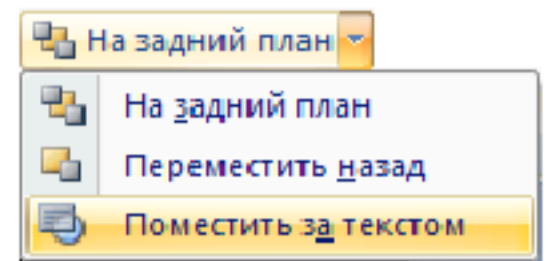 На задний план
На задний план
Переместить назад
Поместить за текстом